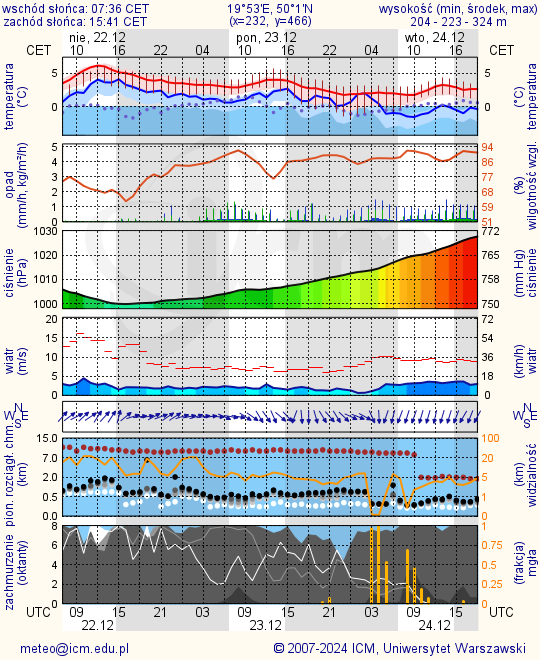 wschód słońca: 07:36 CET
19°53'E, 50°1'N
wysokość (min, środek, max)
zachód słońca: 15:41 CET
(x=232, y=466)
204 - 223 - 324 m
nie, 22.12
pon, 23.12
wto, 24.12
CET 10 16 22 04 10 16 22 04 10 16 CET
temperatura (°C)
5
0
5
0
(°C) temperatura
opad (mm/h, kg/m²/h)
5
4
3
2
1
0
94
86
77
68
59
51
(%) wilgotność wzgl.
ciśnienie (hPa)
1030
1020
1010
1000
772
765
758
750
(mm Hg) ciśnienie
wiatr (m/s)
20
15
10
5
0
72
54
36
18
0
(km/h) wiatr
N
W E
S
N
W E
S
pion. rozciągł. chm. (km)
15.0
7.0
2.0
0.5
0.0
100
20
5
1
0
(km) widzialność
zachmurzenie (oktanty)
8
6
4
2
0
1
0.75
0.5
0.25
0
(frakcja) mgła
UTC 09 15 21 03 09 15 21 03 09 15 UTC
22.12
23.12
24.12
meteo@icm.edu.pl
© 2007-2024 ICM, Uniwersytet Warszawski